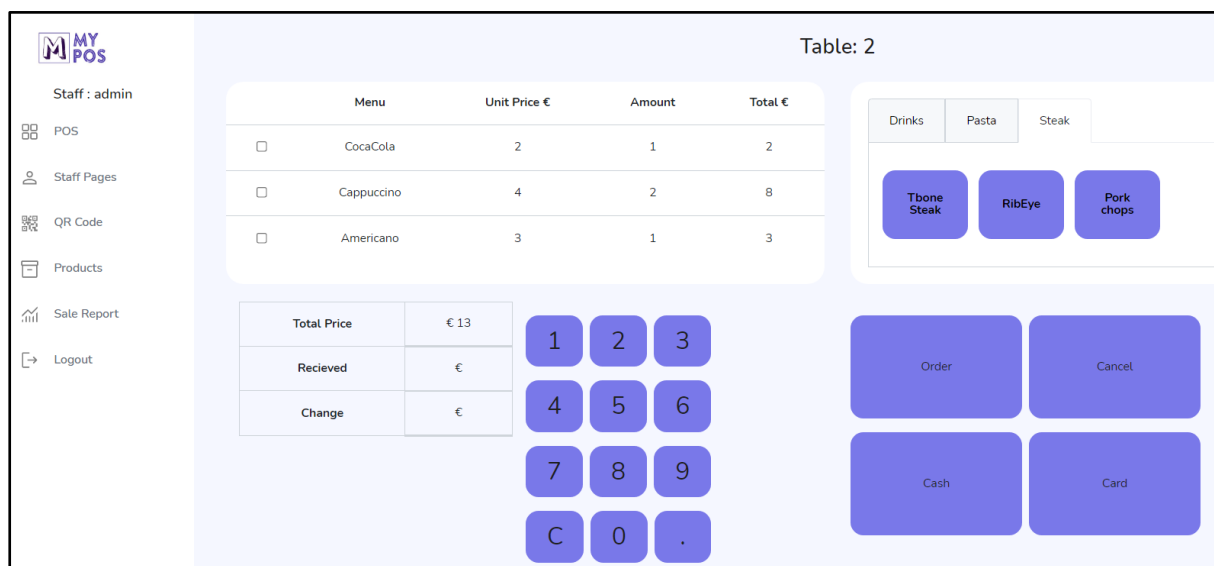 MY
POS
Table: 2
Staff : admin
POS
Staff Pages
QR Code
Products
Sale Report
Logout
Menu Unit Price € Amount Total €
CocaCola 2 1 2
Cappuccino 4 2 8
Americano 3 1 3
Drinks Pasta Steak
Tbone
Steak
RibEye
Pork
chops
Total Price € 13
Recieved €
Change €
1 2 3
4 5 6
7 8 9
C 0 .
Order Cancel
Cash Card